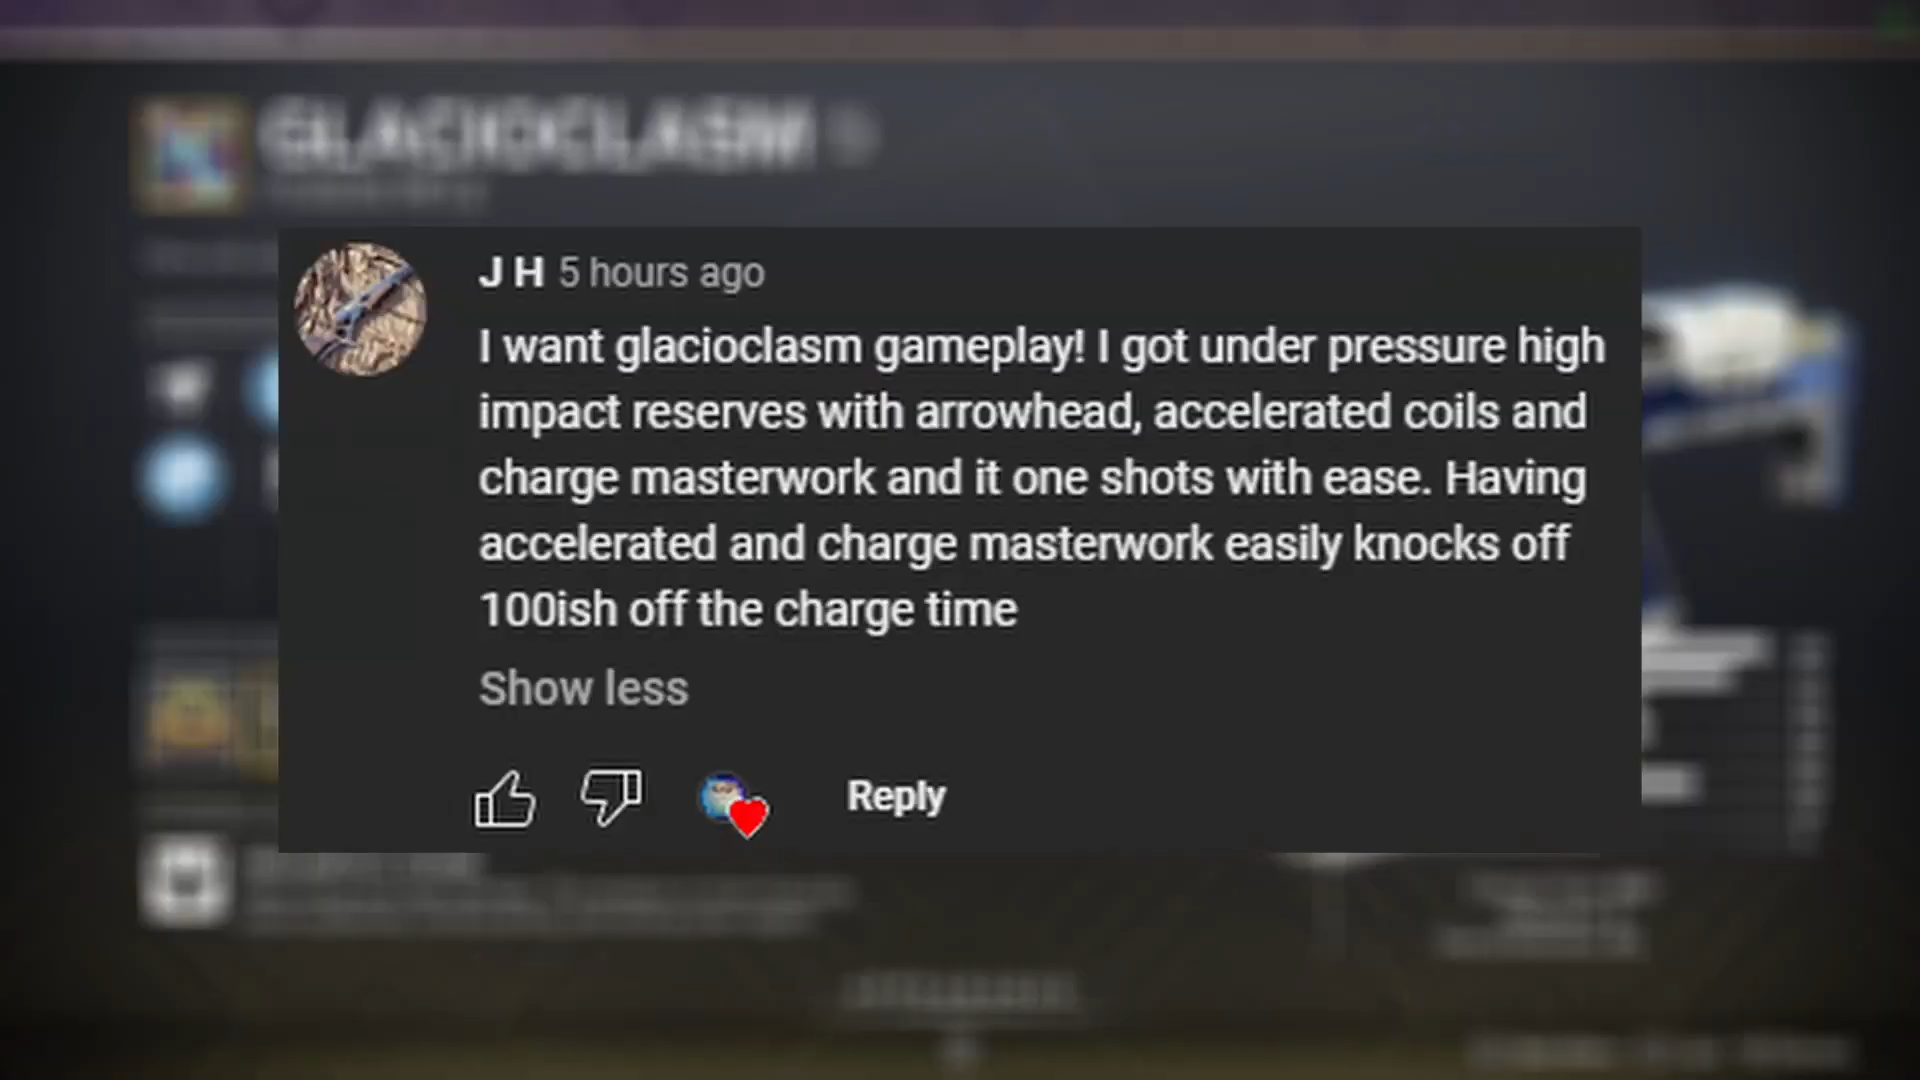 GLACIOCLASM
J H 5 hours ago
I want glacioclasm gameplay! I got under pressure high
impact reserves with arrowhead, accelerated coils and
charge masterwork and it one shots with ease. Having
accelerated and charge masterwork easily knocks off
100ish off the charge time
Show less
Reply